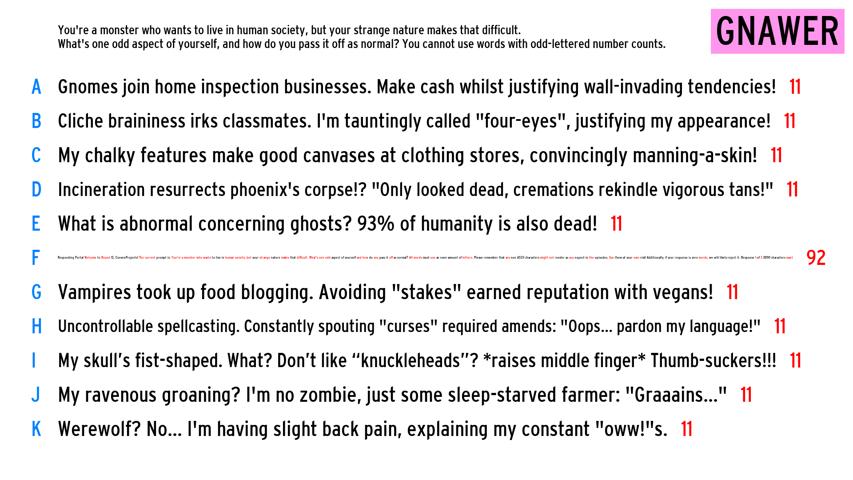 You're a monster who wants to live in human society, but your strange nature makes that difficult.
What's one odd aspect of yourself, and how do you pass it off as normal? You cannot use words with odd-lettered number counts.
GNAWER
A Gnomes join home inspection businesses. Make cash whilst justifying wall-invading tendencies! 11
B Cliche braininess irks classmates. I'm tauntingly called "four-eyes", justifying my appearance! 11
C My chalky features make good canvases at clothing stores, convincingly manning-a-skin! 11
D Incineration resurrects phoenix's corpse!? "Only looked dead, cremations rekindle vigorous tans!" 11
E What is abnormal concerning ghosts? 93% of humanity is also dead! 11
F 92
G Vampires took up food blogging. Avoiding "stakes" earned reputation with vegans! 11
H Uncontrollable spellcasting. Constantly spouting "curses" required amends: "Oops... pardon my language!" 11
I My skull’s fist-shaped. What? Don’t like “knuckleheads”? *raises middle finger* Thumb-suckers!!! 11
J My ravenous groaning? I'm no zombie, just some sleep-starved farmer: "Graaains..." 11
K Werewolf? No... I'm having slight back pain, explaining my constant "oww!"s. 11